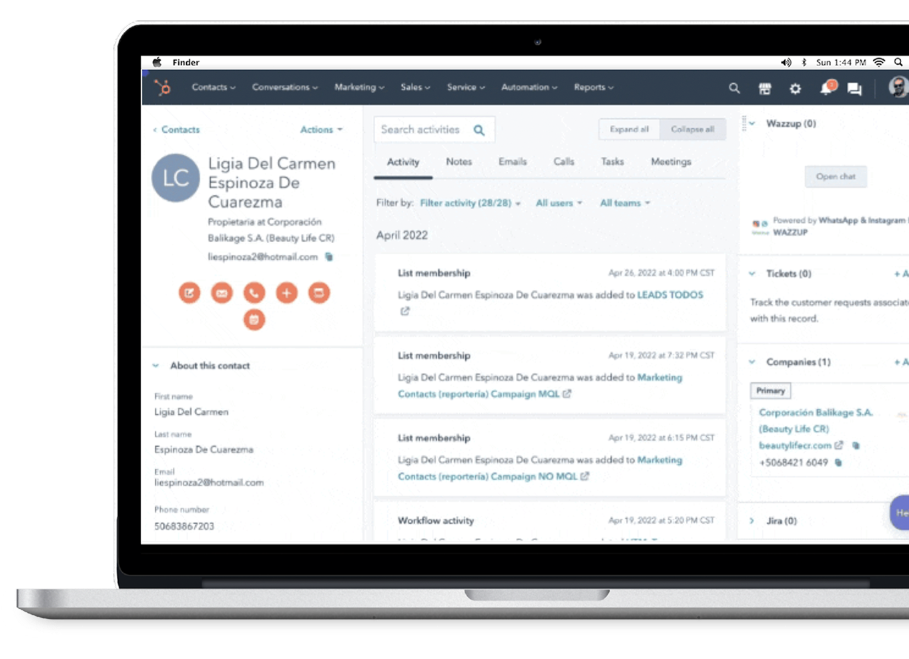 Finder
Sun 1:44 PM
Contacts
Conversations
Marketing
Sales
Service
Automation
Reports
Contacts
Actions
LC
Ligia Del Carmen
Espinoza De
Cuarezma
Propietaria at Corporación
Balikage S.A. (Beauty Life CR)
liespinoza2@hotmail.com
About this contact
First name
Ligia Del Carmen
Last name
Espinoza De Cuarezma
Email
liespinoza2@hotmail.com
Phone number
50683867203
Search activities
Expand all
Collapse all
Activity
Notes
Emails
Calls
Tasks
Meetings
Filter by: Filter activity (28/28)
All users
All teams
April 2022
List membership
Apr 26, 2022 at 4:00 PM CST
Ligia Del Carmen Espinoza De Cuarezma was added to LEADS TODOS
List membership
Apr 19, 2022 at 7:32 PM CST
Ligia Del Carmen Espinoza De Cuarezma was added to Marketing
Contacts (reportería) Campaign MQL
List membership
Apr 19, 2022 at 6:15 PM CST
Ligia Del Carmen Espinoza De Cuarezma was added to Marketing
Contacts (reportería) Campaign NO MQL
Workflow activity
Apr 19, 2022 at 5:20 PM CST
Wazzup (0)
Open chat
Powered by WhatsApp & Instagram
WAZZUP
Tickets (0)
+ A
Track the customer requests associat
with this record.
Companies (1)
+ A
Primary
Corporación Balikage S.A.
(Beauty Life CR)
beautylifecr.com
+5068421 6049
Jira (0)
He